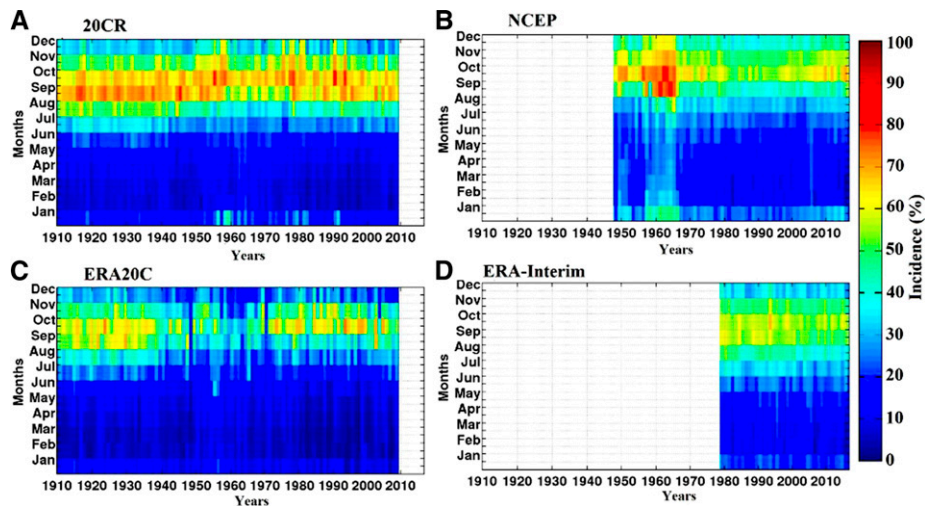 A
20CR
Months
Dec
Nov
Oct
Sep
Aug
Jul
Jun
May
Apr
Mar
Feb
Jan
1910 1920 1930 1940 1950 1960 1970 1980 1990 2000 2010
Years
B
NCEP
Months
Dec
Nov
Oct
Sep
Aug
Jul
Jun
May
Apr
Mar
Feb
Jan
1910 1920 1930 1940 1950 1960 1970 1980 1990 2000 2010
Years
C
ERA20C
Months
Dec
Nov
Oct
Sep
Aug
Jul
Jun
May
Apr
Mar
Feb
Jan
1910 1920 1930 1940 1950 1960 1970 1980 1990 2000 2010
Years
D
ERA-Interim
Months
Dec
Nov
Oct
Sep
Aug
Jul
Jun
May
Apr
Mar
Feb
Jan
1910 1920 1930 1940 1950 1960 1970 1980 1990 2000 2010
Years
100
90
80
70
60
50
40
30
20
10
0
Incidence (%)